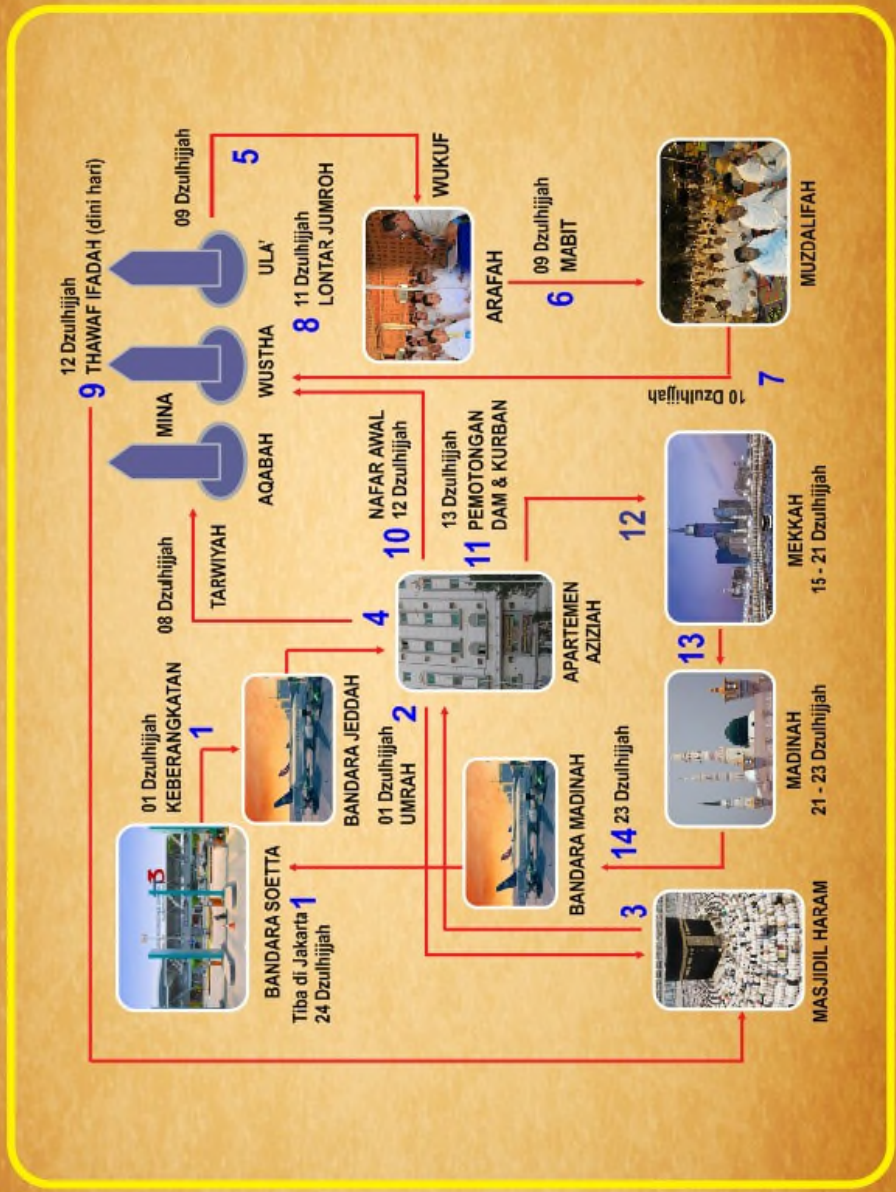 01 Dzulhijjah
KEBERANGKATAN
1
BANDARA SOETTA
Tiba di Jakarta 1
24 Dzulhijjah
3
BANDARA JEDDAH
01 Dzulhijjah
UMRAH
2
3
MASJIDIL HARAM
APARTEMEN
AZIZIAH
4
08 Dzulhijjah
TARWIYAH
MINA
AQABAH
WUSTHA
ULA'
5
09 Dzulhijjah
WUKUF
ARAFAH
6
09 Dzulhijjah
MABIT
MUZDALIFAH
7
10 Dzulhijjah
8
11 Dzulhijjah
LONTAR JUMROH
9
12 Dzulhijjah
THAWAF IFADAH (dini hari)
10
NAFAR AWAL
12 Dzulhijjah
11
13 Dzulhijjah
PEMOTONGAN
DAM & KURBAN
12
MEKKAH
15 - 21 Dzulhijjah
13
MADINAH
21 - 23 Dzulhijjah
14
23 Dzulhijjah
BANDARA MADINAH